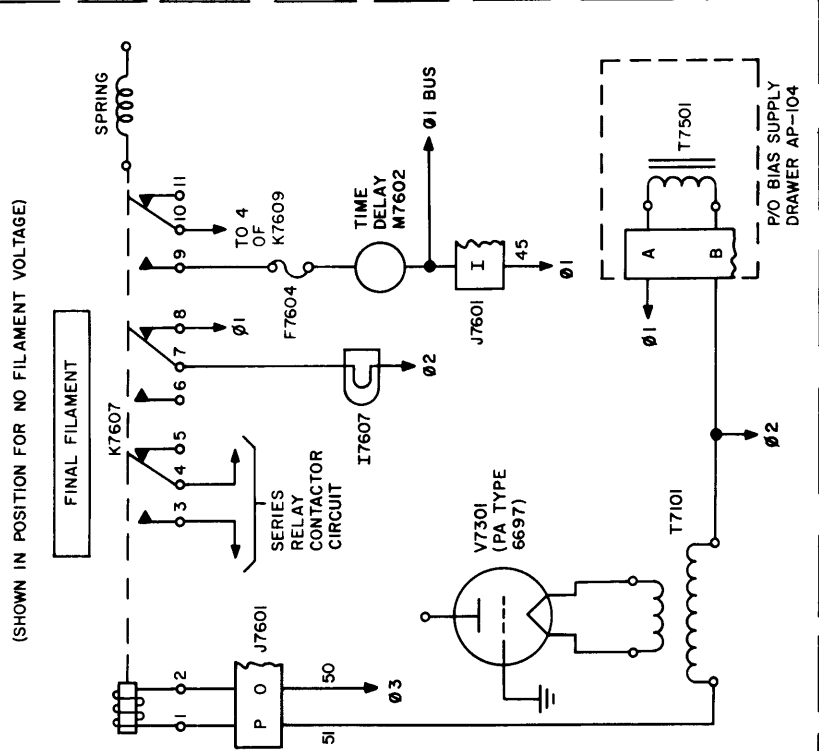 (SHOWN IN POSITION FOR NO FILAMENT VOLTAGE)
FINAL FILAMENT
K7607
SPRING
1
2
3
4
5
6
7
8
9
10
11
J7601
P
O
51
50
Ø3
SERIES
RELAY
CONTACTOR
CIRCUIT
I7607
Ø2
Ø1
F7604
TO 4
OF
K7609
TIME
DELAY
M7602
Ø1 BUS
I
J7601
45
Ø1
V7301
(PA TYPE
6697)
T7101
Ø2
Ø1
A
B
T7501
P/O BIAS SUPPLY
DRAWER AP-104